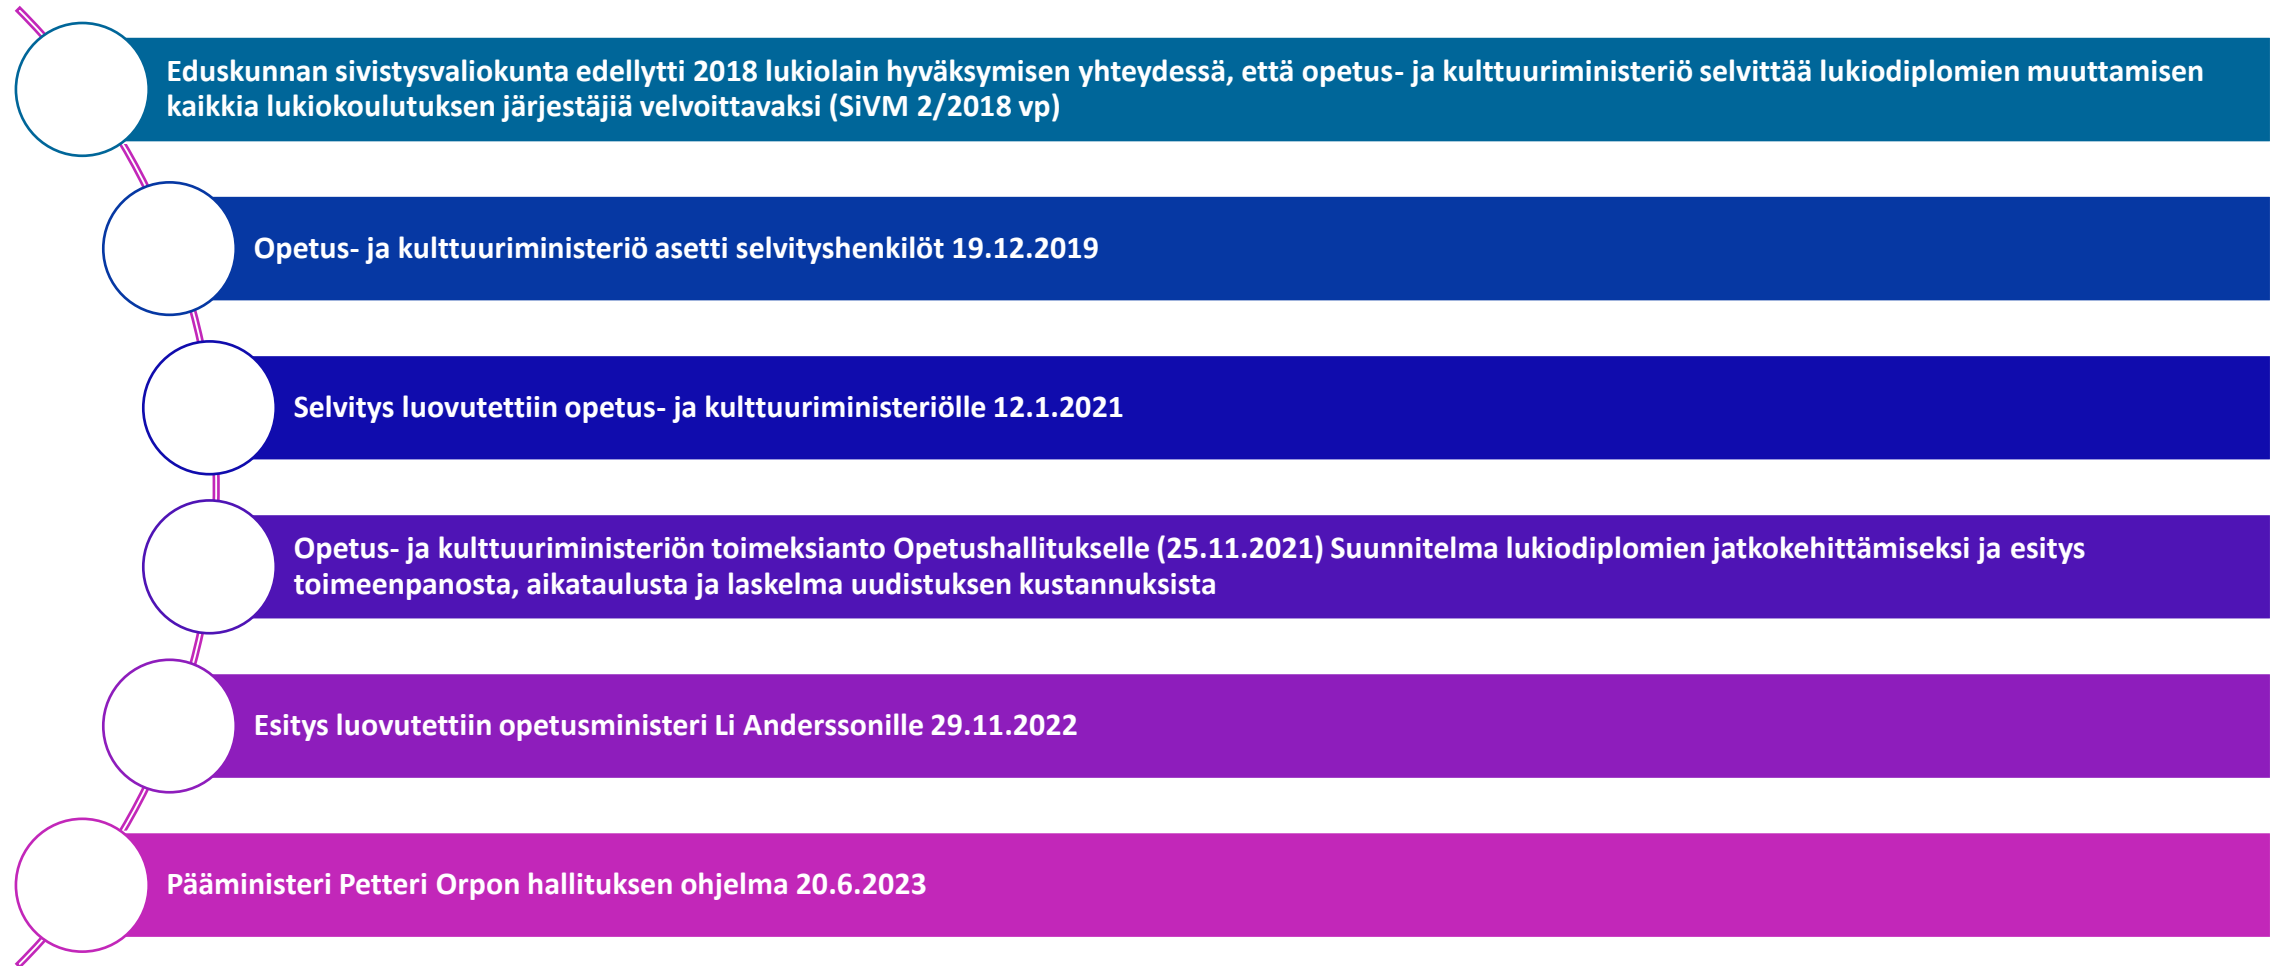 Eduskunnan sivistysvaliokunta edellytti 2018 lukiolain hyväksymisen yhteydessä, että opetus- ja kulttuuriministeriö selvittää lukiodiplomien muuttamisen
kaikkia lukiokoulutuksen järjestäjiä velvoittavaksi (SiVM 2/2018 vp)
Opetus- ja kulttuuriministeriö asetti selvityshenkilöt 19.12.2019
Selvitys luovutettiin opetus- ja kulttuuriministeriölle 12.1.2021
Opetus- ja kulttuuriministeriön toimeksianto Opetushallitukselle (25.11.2021) Suunnitelma lukiodiplomien jatkokehittämiseksi ja esitys
toimeenpanosta, aikataulusta ja laskelma uudistuksen kustannuksista
Esitys luovutettiin opetusministeri Li Anderssonille 29.11.2022
Pääministeri Petteri Orpon hallituksen ohjelma 20.6.2023